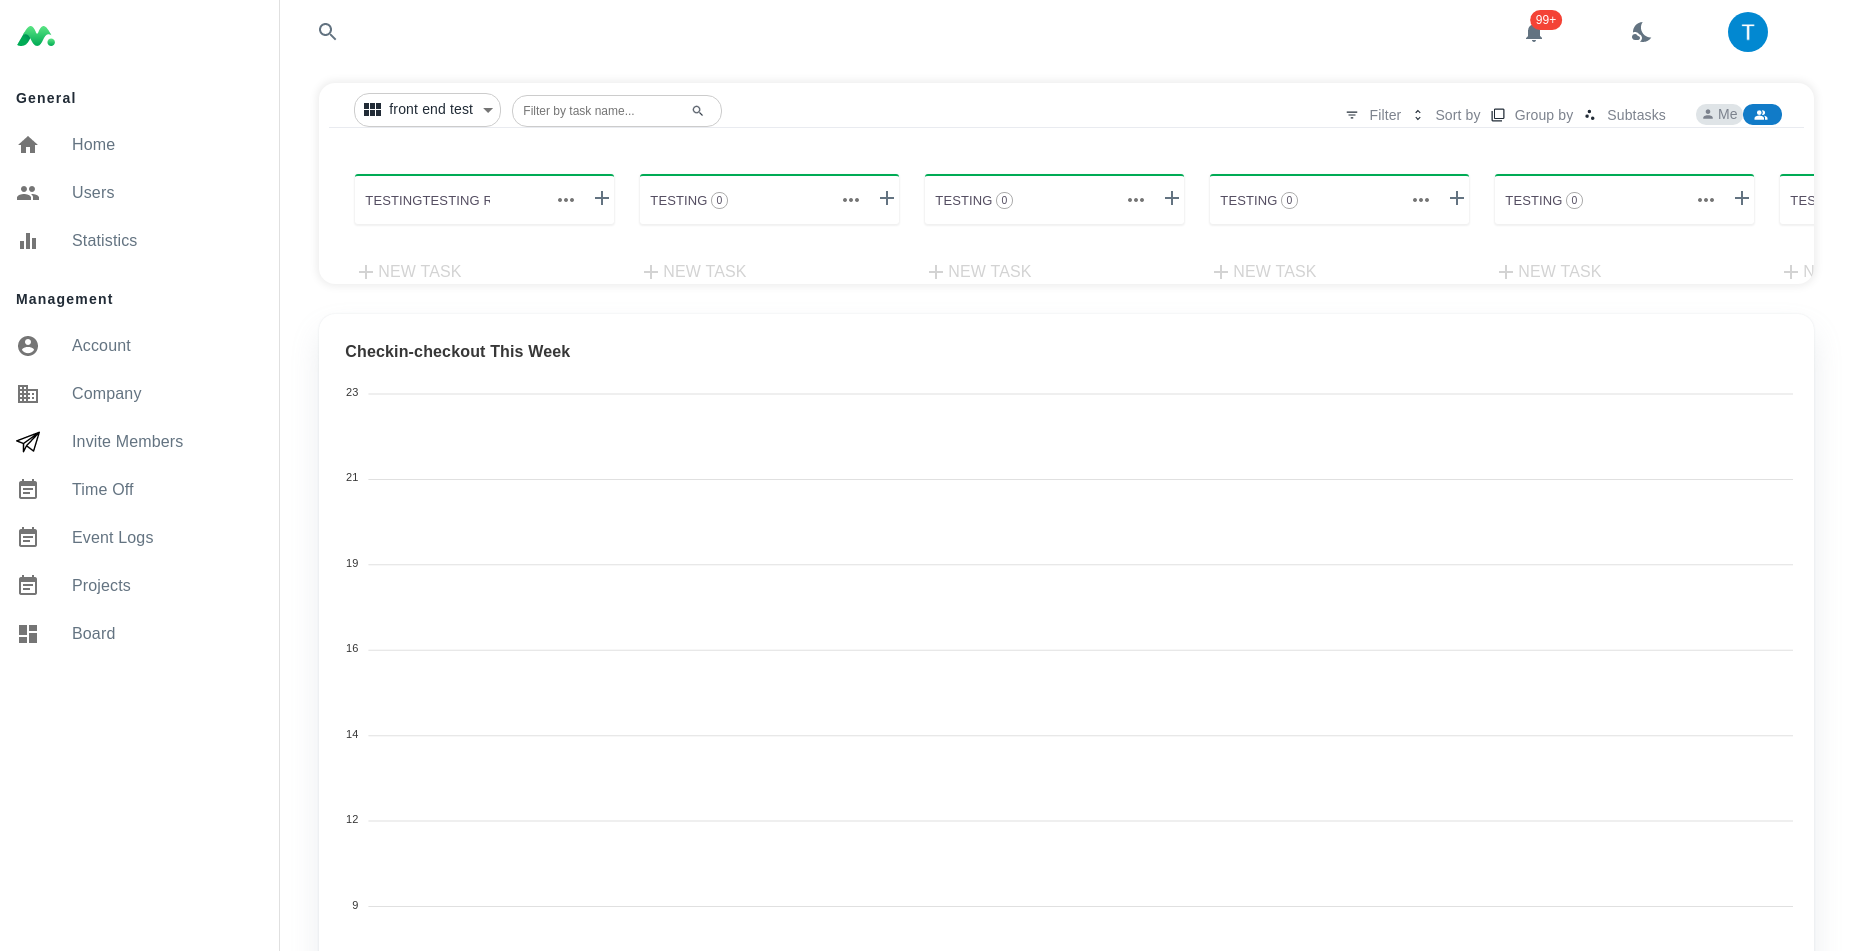 99+
T
General
Home
Users
Statistics
Management
Account
Company
Invite Members
Time Off
Event Logs
Projects
Board
front end test
Filter by task name...
Filter
Sort by
Group by
Subtasks
Me
TESTINGTESTING
TESTING 0
TESTING 0
TESTING 0
TESTING 0
NEW TASK
NEW TASK
NEW TASK
NEW TASK
NEW TASK
Checkin-checkout This Week
23
21
19
16
14
12
9